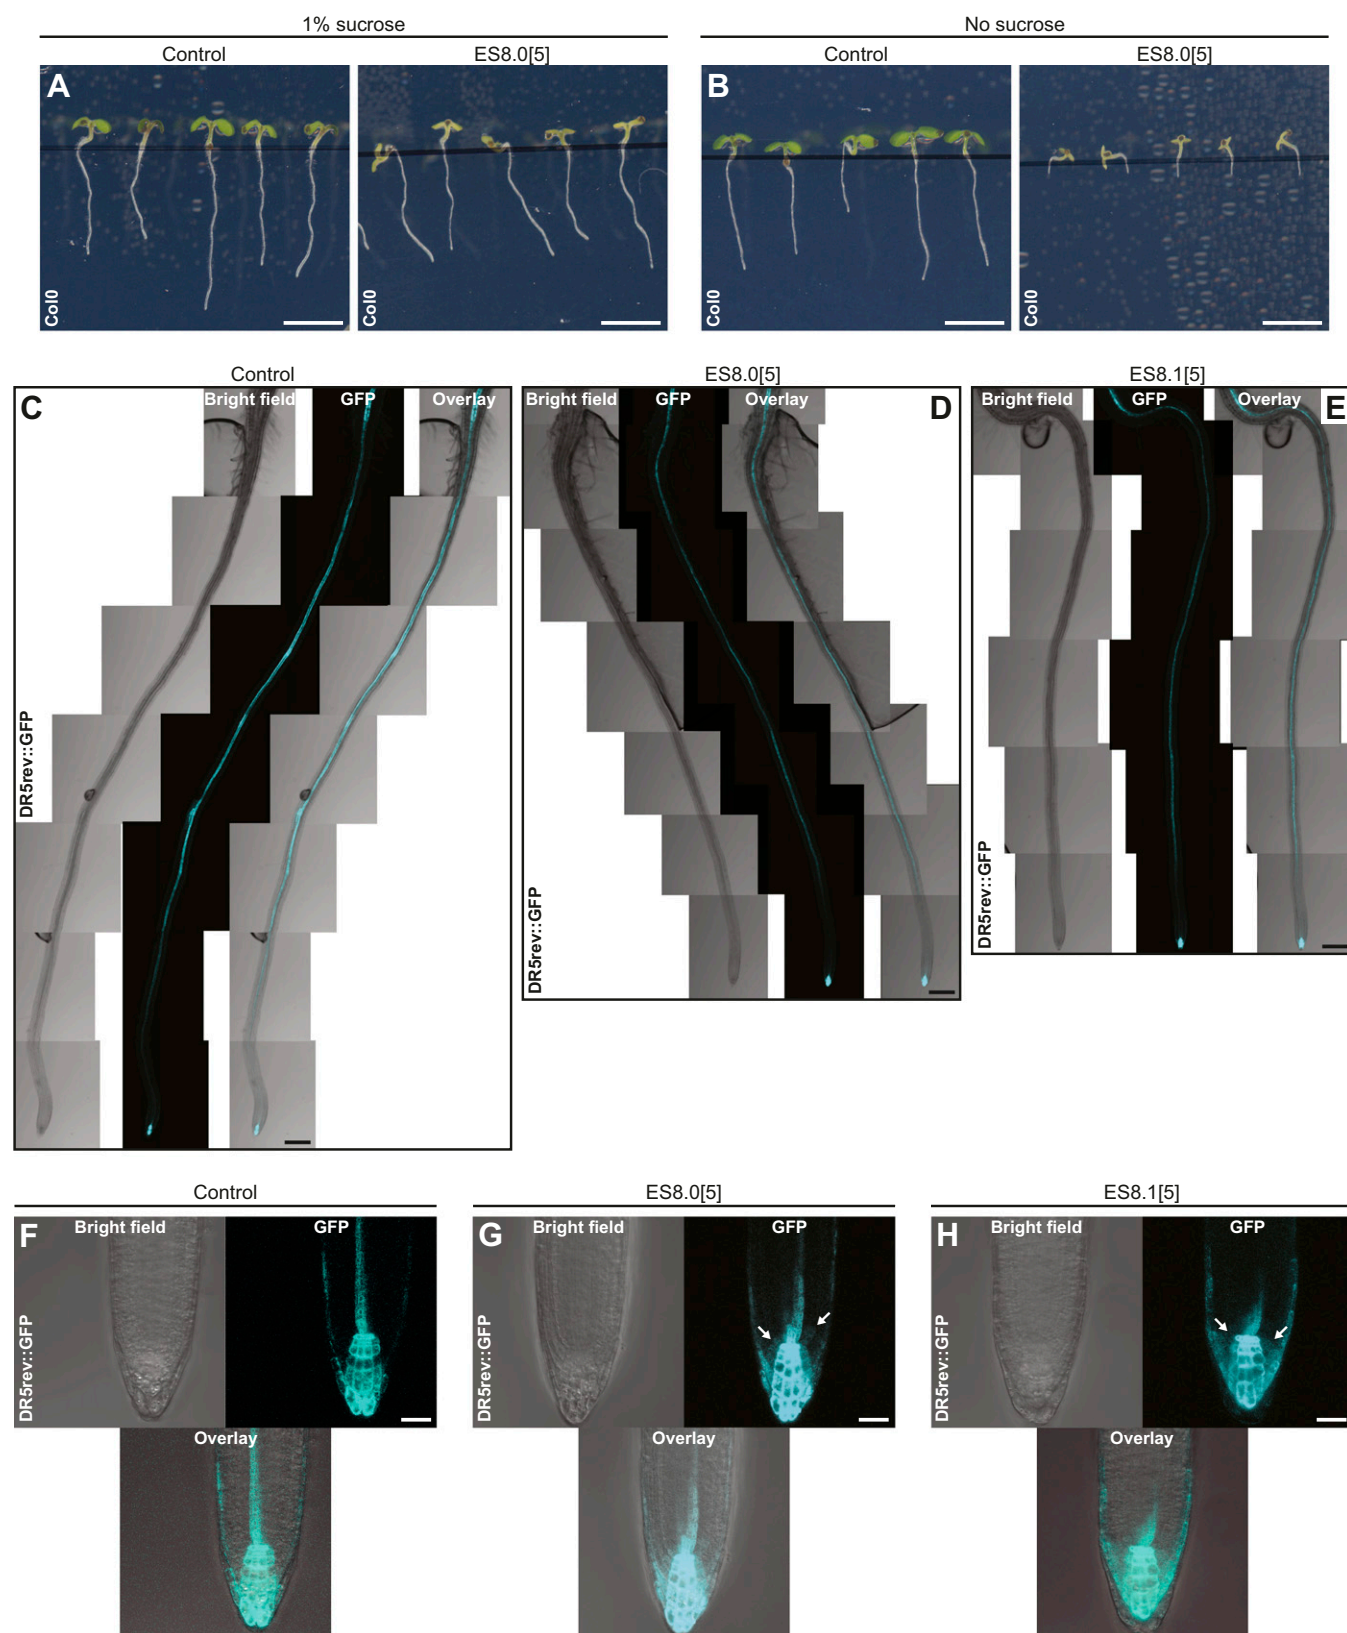 1% sucrose
No sucrose
Control
ES8.0[5]
Control
ES8.0[5]
A
B
Col0
Col0
Col0
Col0
Control
ES8.0[5]
ES8.1[5]
C
Bright field
GFP
Overlay
Bright field
GFP
Overlay
D
Bright field
GFP
Overlay
E
DR5rev::GFP
DR5rev::GFP
DR5rev::GFP
Control
ES8.0[5]
ES8.1[5]
F
Bright field
GFP
G
Bright field
GFP
H
Bright field
GFP
DR5rev::GFP
DR5rev::GFP
DR5rev::GFP
Overlay
Overlay
Overlay